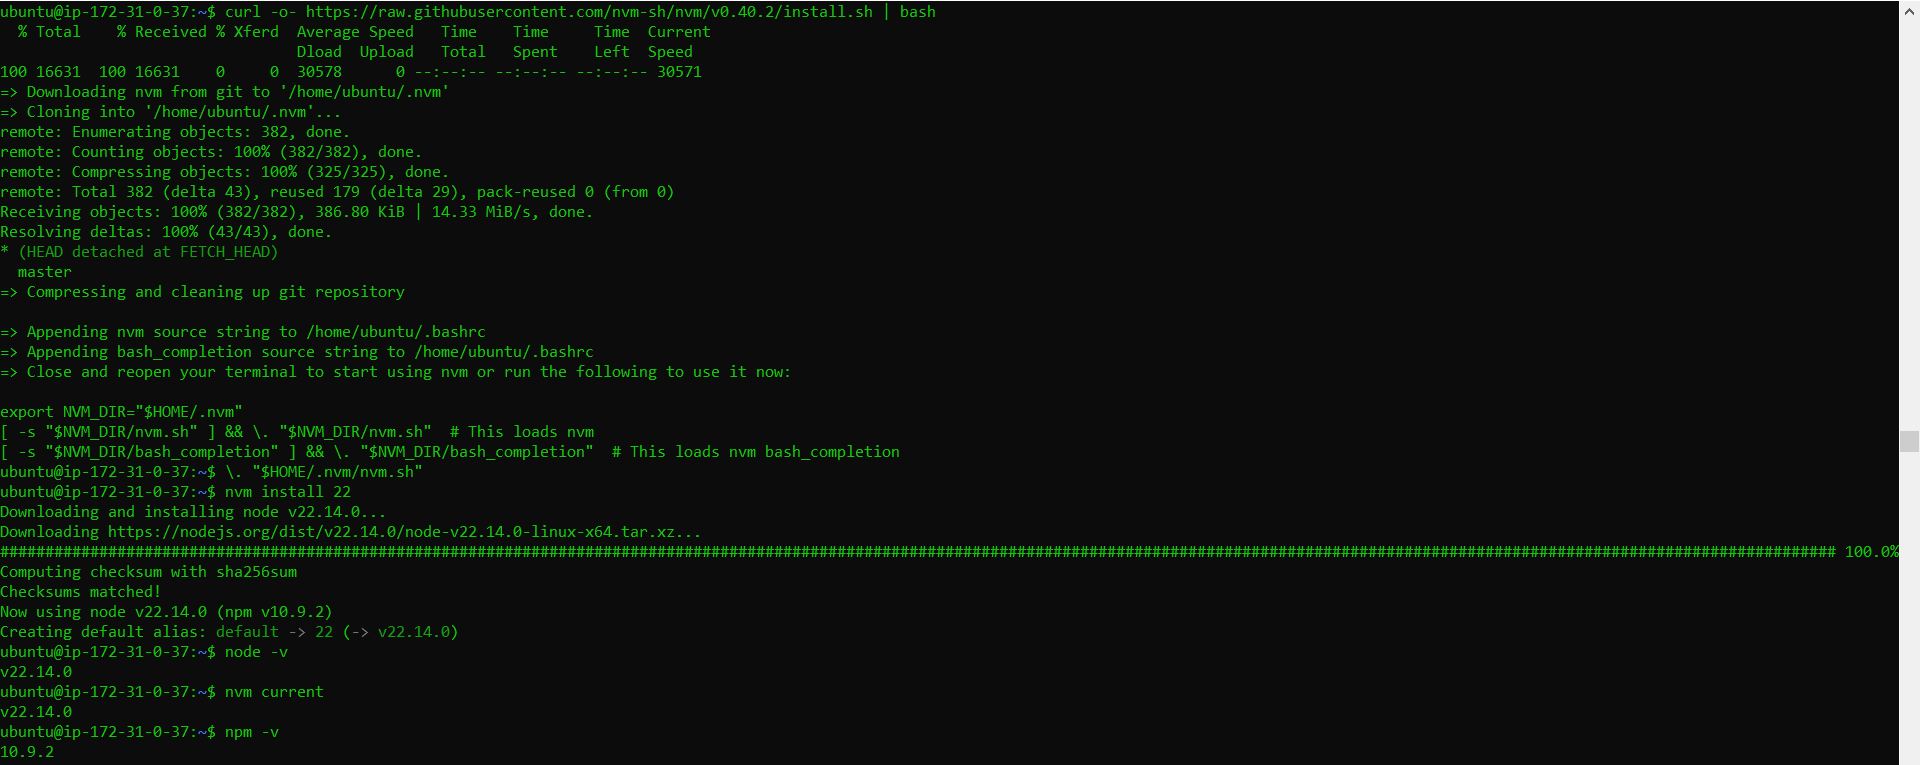 ubuntu@ip-172-31-0-37:~$ curl -o- https://raw.githubusercontent.com/nvm-sh/nvm/v0.40.2/install.sh | bash
  % Total    % Received % Xferd  Average Speed   Time    Time     Time  Current
                                 Dload  Upload   Total   Spent    Left  Speed
100 16631  100 16631    0     0  30578      0 --:--:-- --:--:-- --:--:-- 30571
=> Downloading nvm from git to '/home/ubuntu/.nvm'
=> Cloning into '/home/ubuntu/.nvm'...
remote: Enumerating objects: 382, done.
remote: Counting objects: 100% (382/382), done.
remote: Compressing objects: 100% (325/325), done.
remote: Total 382 (delta 43), reused 179 (delta 29), pack-reused 0 (from 0)
Receiving objects: 100% (382/382), 386.80 KiB | 14.33 MiB/s, done.
Resolving deltas: 100% (43/43), done.
* (HEAD detached at FETCH_HEAD)
  master
=> Compressing and cleaning up git repository

=> Appending nvm source string to /home/ubuntu/.bashrc
=> Appending bash_completion source string to /home/ubuntu/.bashrc
=> Close and reopen your terminal to start using nvm or run the following to use it now:

export NVM_DIR="$HOME/.nvm"
[ -s "$NVM_DIR/nvm.sh" ] && \. "$NVM_DIR/nvm.sh"  # This loads nvm
[ -s "$NVM_DIR/bash_completion" ] && \. "$NVM_DIR/bash_completion"  # This loads nvm bash_completion
ubuntu@ip-172-31-0-37:~$ \. "$HOME/.nvm/nvm.sh"
ubuntu@ip-172-31-0-37:~$ nvm install 22
Downloading and installing node v22.14.0...
Downloading https://nodejs.org/dist/v22.14.0/node-v22.14.0-linux-x64.tar.xz...
############################################################################################################################################################################################################ 100.0%
Computing checksum with sha256sum
Checksums matched!
Now using node v22.14.0 (npm v10.9.2)
Creating default alias: default -> 22 (-> v22.14.0)
ubuntu@ip-172-31-0-37:~$ node -v
v22.14.0
ubuntu@ip-172-31-0-37:~$ nvm current
v22.14.0
ubuntu@ip-172-31-0-37:~$ npm -v
10.9.2